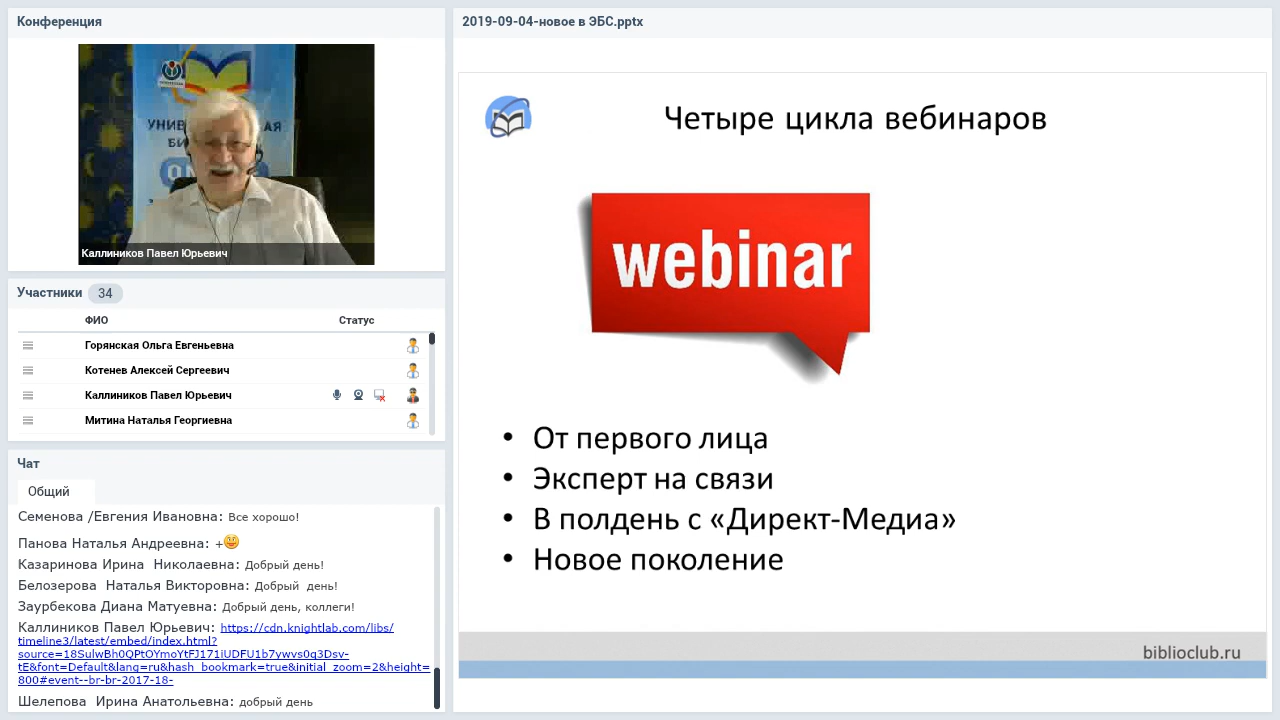 Конференция
УНИВ
АЯ
БИ
Каллиников Павел Юрьевич
Участники 34
ФИО Статус
Горянская Ольга Евгеньевна
Котенев Алексей Сергеевич
Каллиников Павел Юрьевич
Митина Наталья Георгиевна
Чат
Общий
Семенова /Евгения Ивановна: Все хорошо!
Панова Наталья Андреевна: +
Казаринова Ирина Николаевна: Добрый день!
Белозерова Наталья Викторовна: Добрый день!
Заурбекова Диана Матуевна: Добрый день, коллеги!
Каллиников Павел Юрьевич: https://cdn.knightlab.com/libs/
timeline3/latest/embed/index.html?
source=18SulwBh0QPtOYmoYtFJ171iUDFU1b7ywvs0q3Dsv-
tE&font=Default&lang=ru&hash_bookmark=true&initial_zoom=2&height=
800#event--br-br-2017-18-
Шелепова Ирина Анатольевна: добрый день
2019-09-04-новое в ЭБС.pptx
Четыре цикла вебинаров
webinar
• От первого лица
• Эксперт на связи
• В полдень с «Директ-Медиа»
• Новое поколение
biblioclub.ru